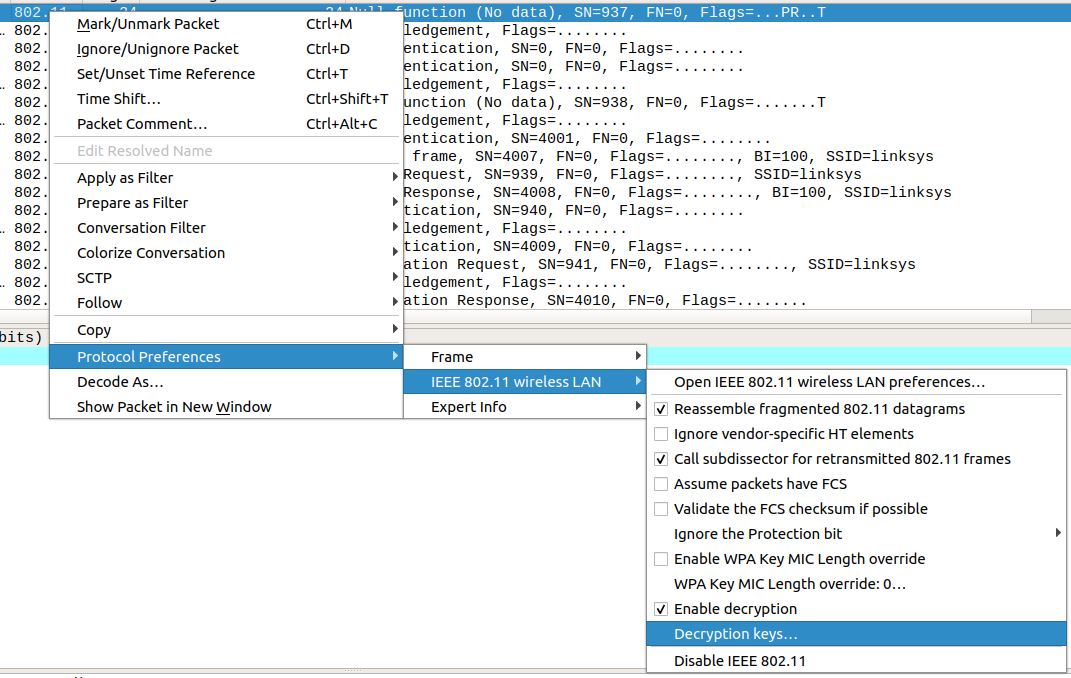 802.11 24 24 Null function (No data), SN=937, FN=0, Flags=...PR..T
802. ledgement, Flags=........
802. entication, SN=0, FN=0, Flags=........
802. entication, SN=0, FN=0, Flags=........
802. ledgement, Flags=........
802. unction (No data), SN=938, FN=0, Flags=.......T
802. ledgement, Flags=........
802. entication, SN=4001, FN=0, Flags=........
802. frame, SN=4007, FN=0, Flags=........, BI=100, SSID=linksys
802. Request, SN=939, FN=0, Flags=........, SSID=linksys
802. Response, SN=4008, FN=0, Flags=........, BI=100, SSID=linksys
802. tication, SN=940, FN=0, Flags=........
802. ledgement, Flags=........
802. tication, SN=4009, FN=0, Flags=........
802. ation Request, SN=941, FN=0, Flags=........, SSID=linksys
802. ledgement, Flags=........
802. ation Response, SN=4010, FN=0, Flags=........
bits)
Mark/Unmark Packet Ctrl+M
Ignore/Unignore Packet Ctrl+D
Set/Unset Time Reference Ctrl+T
Time Shift… Ctrl+Shift+T
Packet Comment… Ctrl+Alt+C
Edit Resolved Name
Apply as Filter
Prepare as Filter
Conversation Filter
Colorize Conversation
SCTP
Follow
Copy
Protocol Preferences
Decode As…
Show Packet in New Window
Frame
IEEE 802.11 wireless LAN
Expert Info
Open IEEE 802.11 wireless LAN preferences…
Reassemble fragmented 802.11 datagrams
Ignore vendor-specific HT elements
Call subdissector for retransmitted 802.11 frames
Assume packets have FCS
Validate the FCS checksum if possible
Ignore the Protection bit
Enable WPA Key MIC Length override
WPA Key MIC Length override: 0…
Enable decryption
Decryption keys…
Disable IEEE 802.11